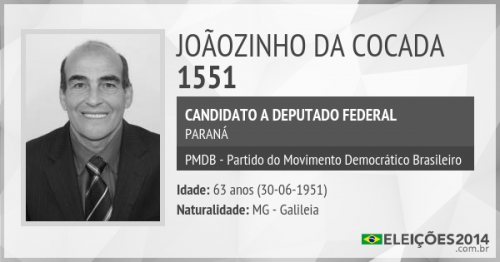 JOÃOZINHO DA COCADA
1551
CANDIDATO A DEPUTADO FEDERAL
PARANÁ
PMDB - Partido do Movimento Democrático Brasileiro
Idade: 63 anos (30-06-1951)
Naturalidade: MG - Galileia
ELEIÇÕES2014
.com.br